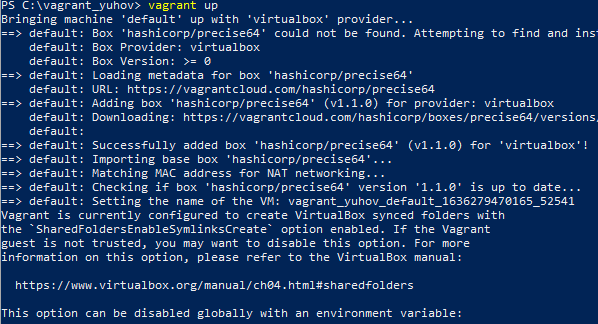 PS C:\vagrant_yuhov> vagrant up
Bringing machine 'default' up with 'virtualbox' provider...
==> default: Box 'hashicorp/precise64' could not be found. Attempting to find and inst
    default: Box Provider: virtualbox
    default: Box Version: >= 0
==> default: Loading metadata for box 'hashicorp/precise64'
    default: URL: https://vagrantcloud.com/hashicorp/precise64
==> default: Adding box 'hashicorp/precise64' (v1.1.0) for provider: virtualbox
    default: Downloading: https://vagrantcloud.com/hashicorp/boxes/precise64/versions/
    default:
==> default: Successfully added box 'hashicorp/precise64' (v1.1.0) for 'virtualbox'!
==> default: Importing base box 'hashicorp/precise64'...
==> default: Matching MAC address for NAT networking...
==> default: Checking if box 'hashicorp/precise64' version '1.1.0' is up to date...
==> default: Setting the name of the VM: vagrant_yuhov_default_1636279470165_52541
Vagrant is currently configured to create VirtualBox synced folders with
the `SharedFoldersEnableSymlinksCreate` option enabled. If the Vagrant
guest is not trusted, you may want to disable this option. For more
information on this option, please refer to the VirtualBox manual:
https://www.virtualbox.org/manual/ch04.html#sharedfolders
This option can be disabled globally with an environment variable: